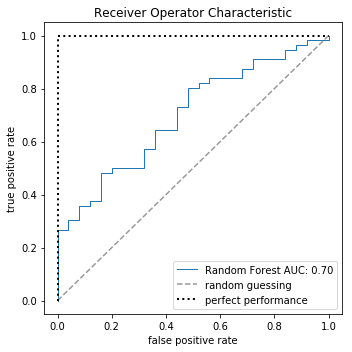 Receiver Operator Characteristic
1.0
0.8
0.6
0.4
0.2
0.0
true positive rate
Random Forest AUC: 0.70
random guessing
perfect performance
0.0 0.2 0.4 0.6 0.8 1.0
false positive rate